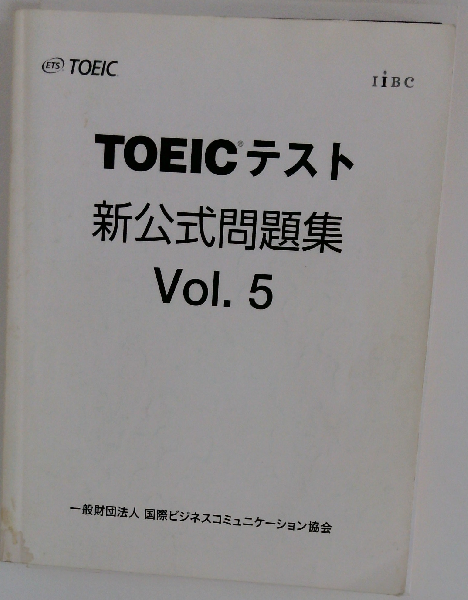 ETS TOEIC
IIBC
TOEIC®テスト
新公式問題集
Vol. 5
一般財団法人 国際ビジネスコミュニケーション協会